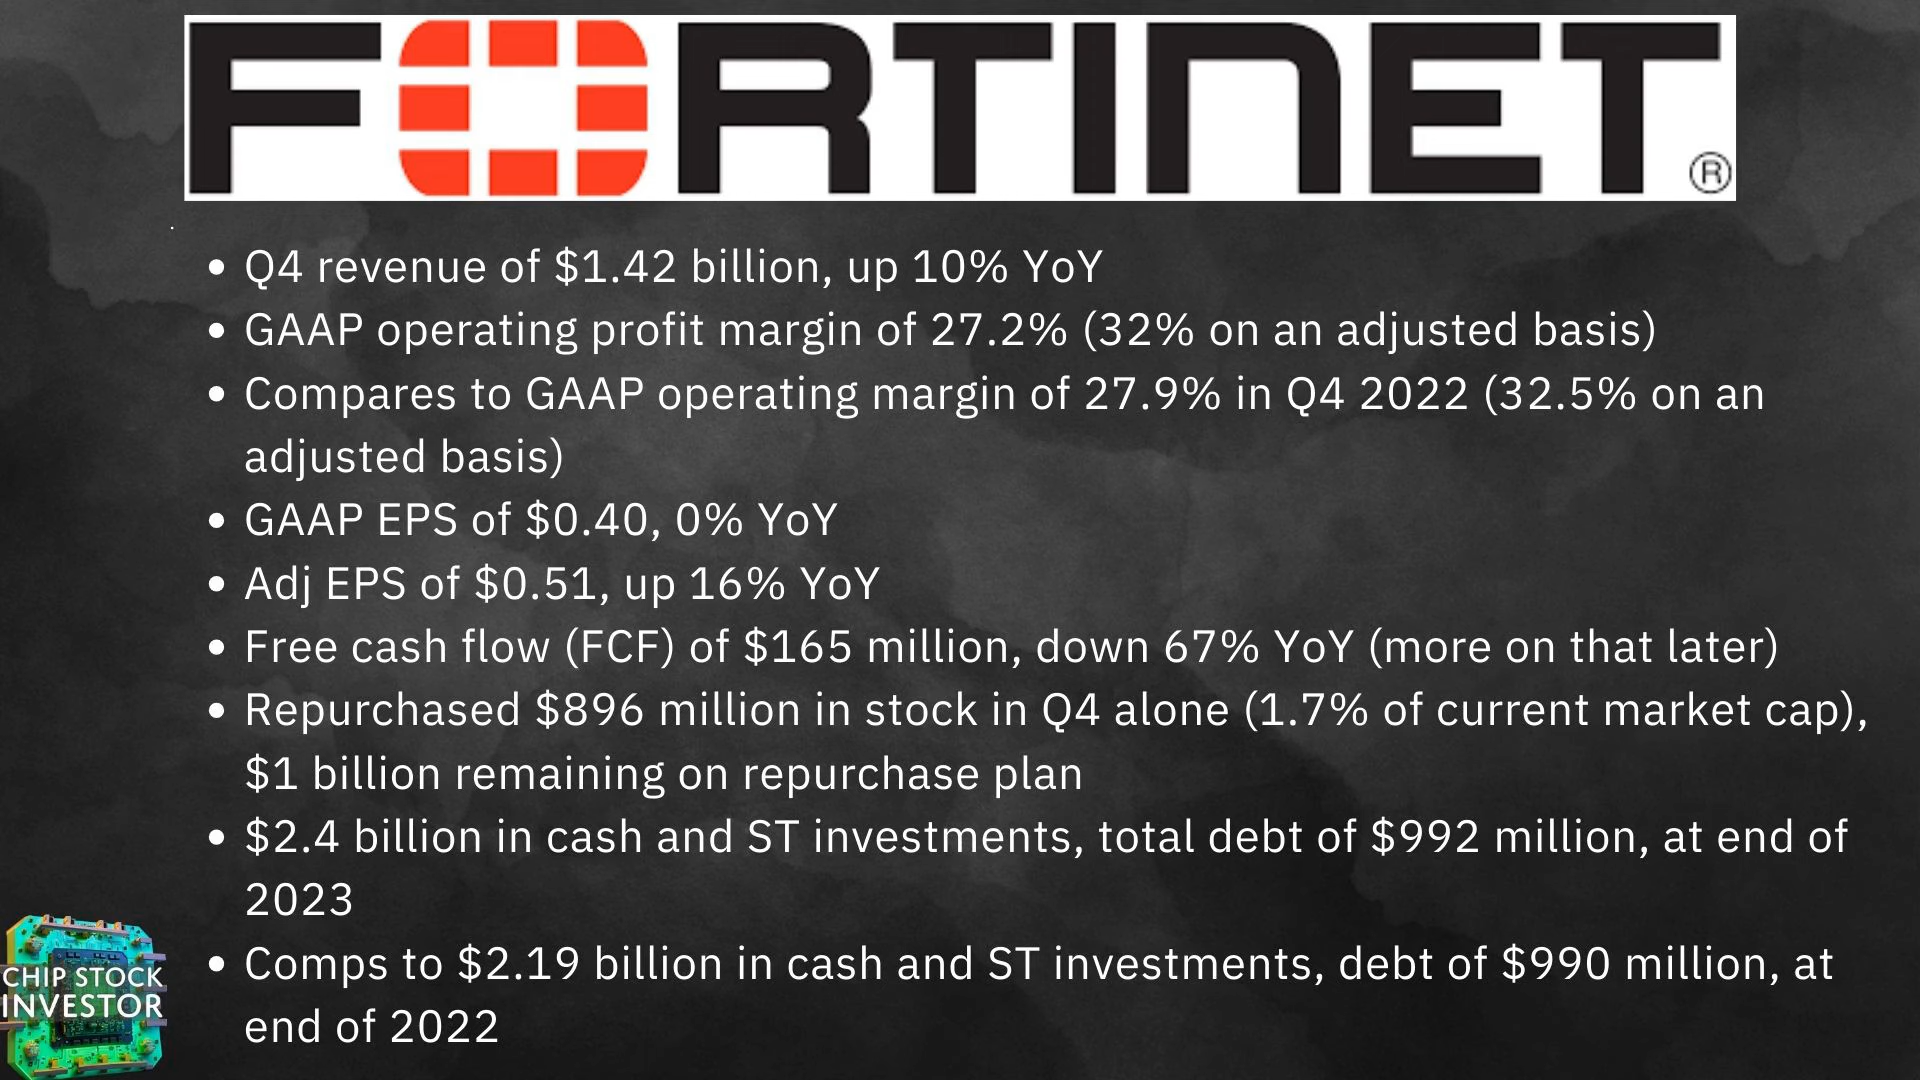 FORTINET®
• Q4 revenue of $1.42 billion, up 10% YoY
• GAAP operating profit margin of 27.2% (32% on an adjusted basis)
• Compares to GAAP operating margin of 27.9% in Q4 2022 (32.5% on an
adjusted basis)
• GAAP EPS of $0.40, 0% YoY
• Adj EPS of $0.51, up 16% YoY
• Free cash flow (FCF) of $165 million, down 67% YoY (more on that later)
• Repurchased $896 million in stock in Q4 alone (1.7% of current market cap),
$1 billion remaining on repurchase plan
• $2.4 billion in cash and ST investments, total debt of $992 million, at end of
2023
• Comps to $2.19 billion in cash and ST investments, debt of $990 million, at
end of 2022
CHIP STOCK
INVESTOR